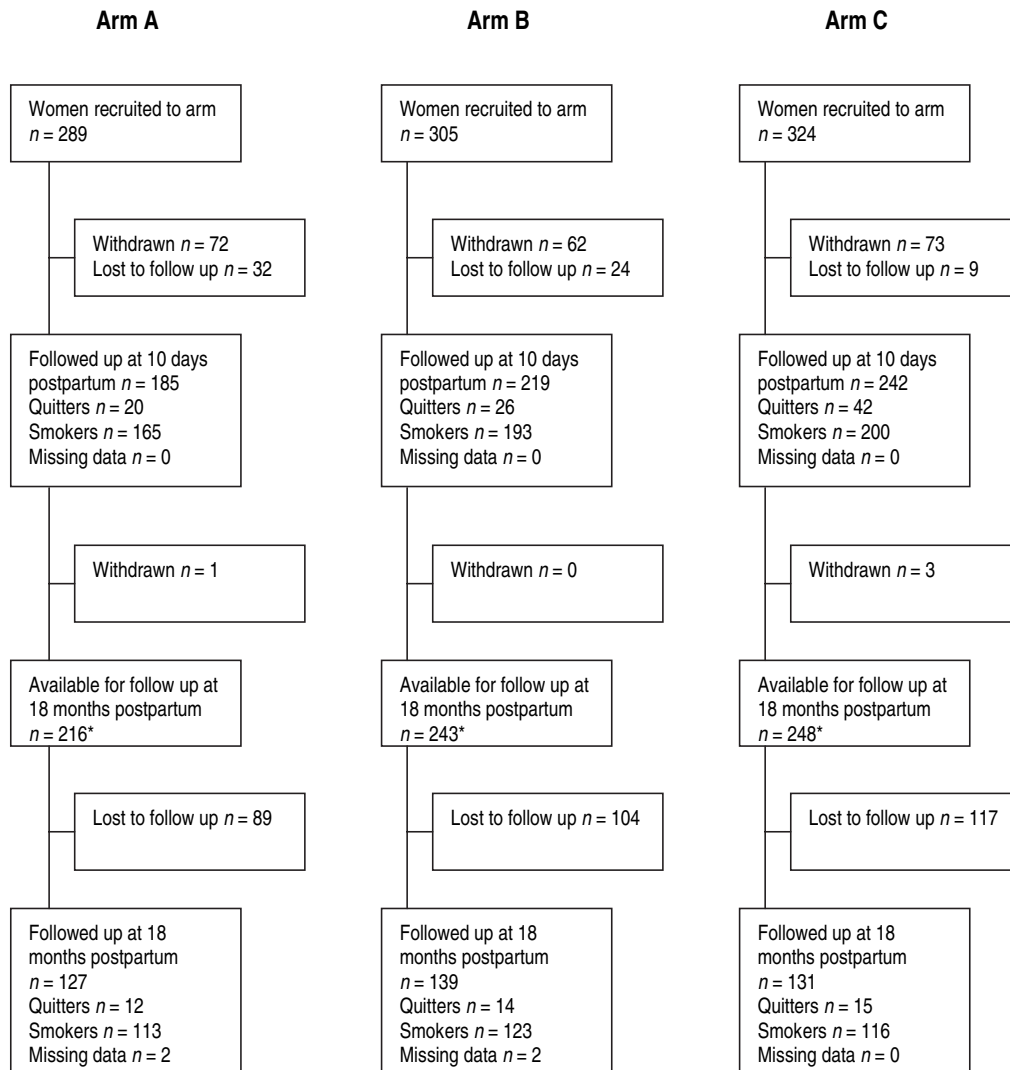 Arm A
Arm B
Arm C
Women recruited to arm
n = 289
Women recruited to arm
n = 305
Women recruited to arm
n = 324
Withdrawn n = 72
Lost to follow up n = 32
Withdrawn n = 62
Lost to follow up n = 24
Withdrawn n = 73
Lost to follow up n = 9
Followed up at 10 days
postpartum n = 185
Quitters n = 20
Smokers n = 165
Missing data n = 0
Followed up at 10 days
postpartum n = 219
Quitters n = 26
Smokers n = 193
Missing data n = 0
Followed up at 10 days
postpartum n = 242
Quitters n = 42
Smokers n = 200
Missing data n = 0
Withdrawn n = 1
Withdrawn n = 0
Withdrawn n = 3
Available for follow up at
18 months postpartum
n = 216*
Available for follow up at
18 months postpartum
n = 243*
Available for follow up at
18 months postpartum
n = 248*
Lost to follow up n = 89
Lost to follow up n = 104
Lost to follow up n = 117
Followed up at 18
months postpartum
n = 127
Quitters n = 12
Smokers n = 113
Missing data n = 2
Followed up at 18
months postpartum
n = 139
Quitters n = 14
Smokers n = 123
Missing data n = 2
Followed up at 18
months postpartum
n = 131
Quitters n = 15
Smokers n = 116
Missing data n = 0